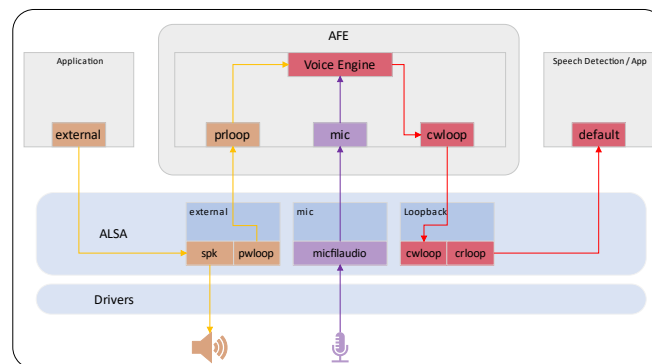 AFE
Application
Voice Engine
Speech Detection / App
external
prloop
mic
cwloop
default
external
mic
Loopback
ALSA
spk
pwloop
micfilaudio
cwloop
crloop
Drivers